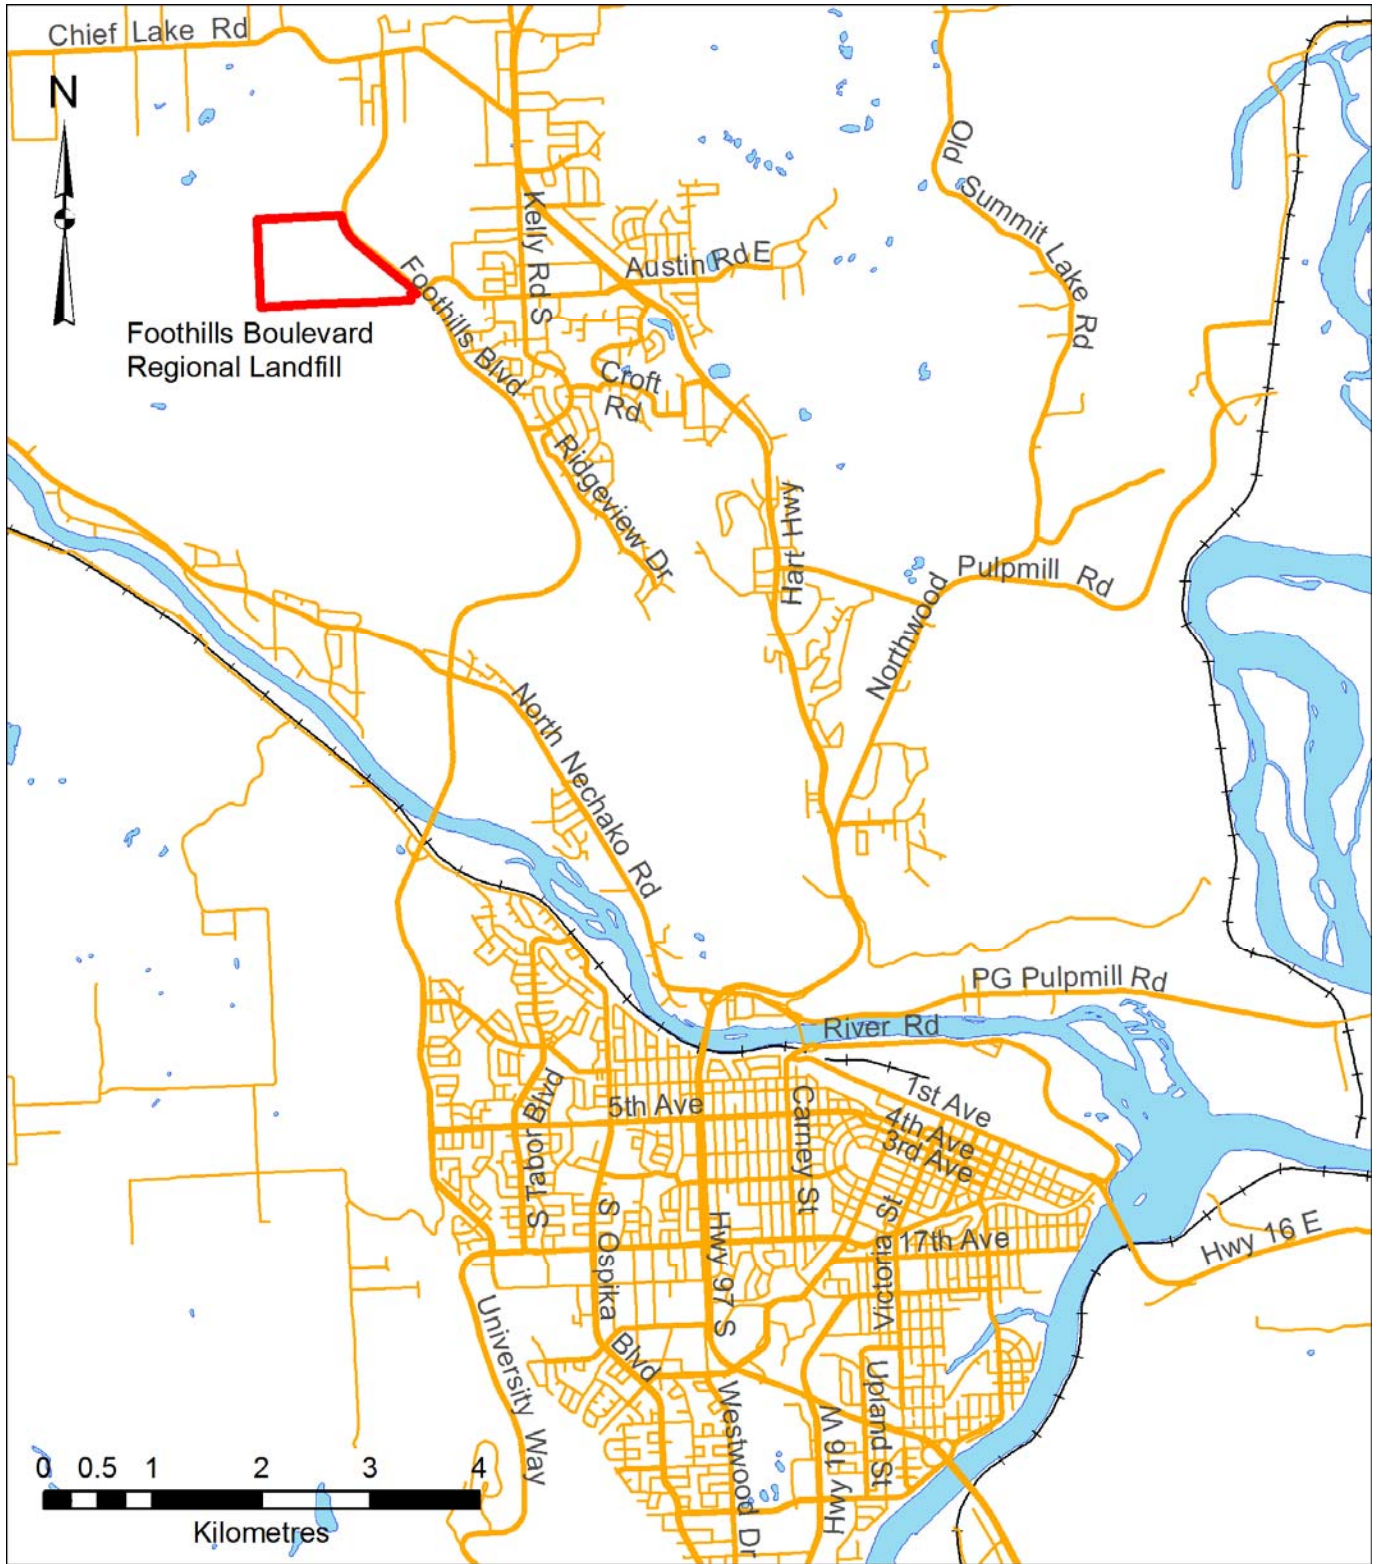 Chief Lake Rd
N
Old Summit Lake Rd
Kelly Rd S
Austin Rd E
Foothills Blvd
Foothills Boulevard
Regional Landfill
Croft
Rd
Ridgeview Dr
Hart Hwy
Pulpmill Rd
Northwood
North Nechako Rd
PG Pulpmill Rd
River Rd
1st Ave
5th Ave
4th Ave
3rd Ave
Carney St
S Tabor Blvd
S Ospika
Blvd
Hwy 97 S
Victoria St
17th Ave
Hwy 16 E
University Way
Westwood Dr
Hwy 16 W
Upland St
0 0.5 1 2 3 4
Kilometres